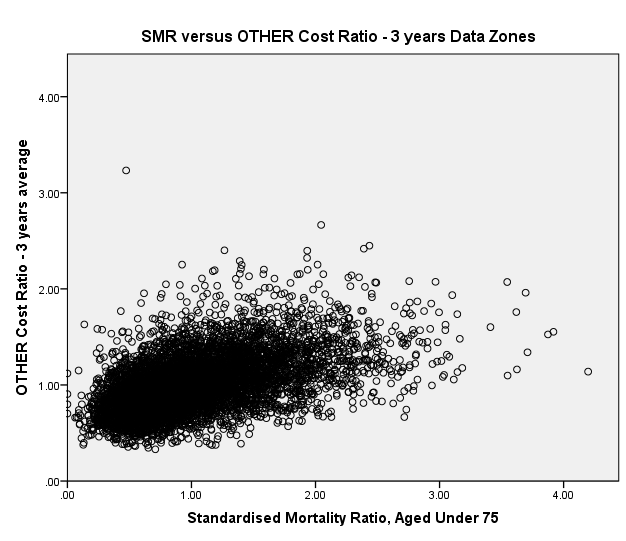 SMR versus OTHER Cost Ratio - 3 years Data Zones
OTHER Cost Ratio - 3 years average
4.00
3.00
2.00
1.00
.00
.00 1.00 2.00 3.00 4.00
Standardised Mortality Ratio, Aged Under 75